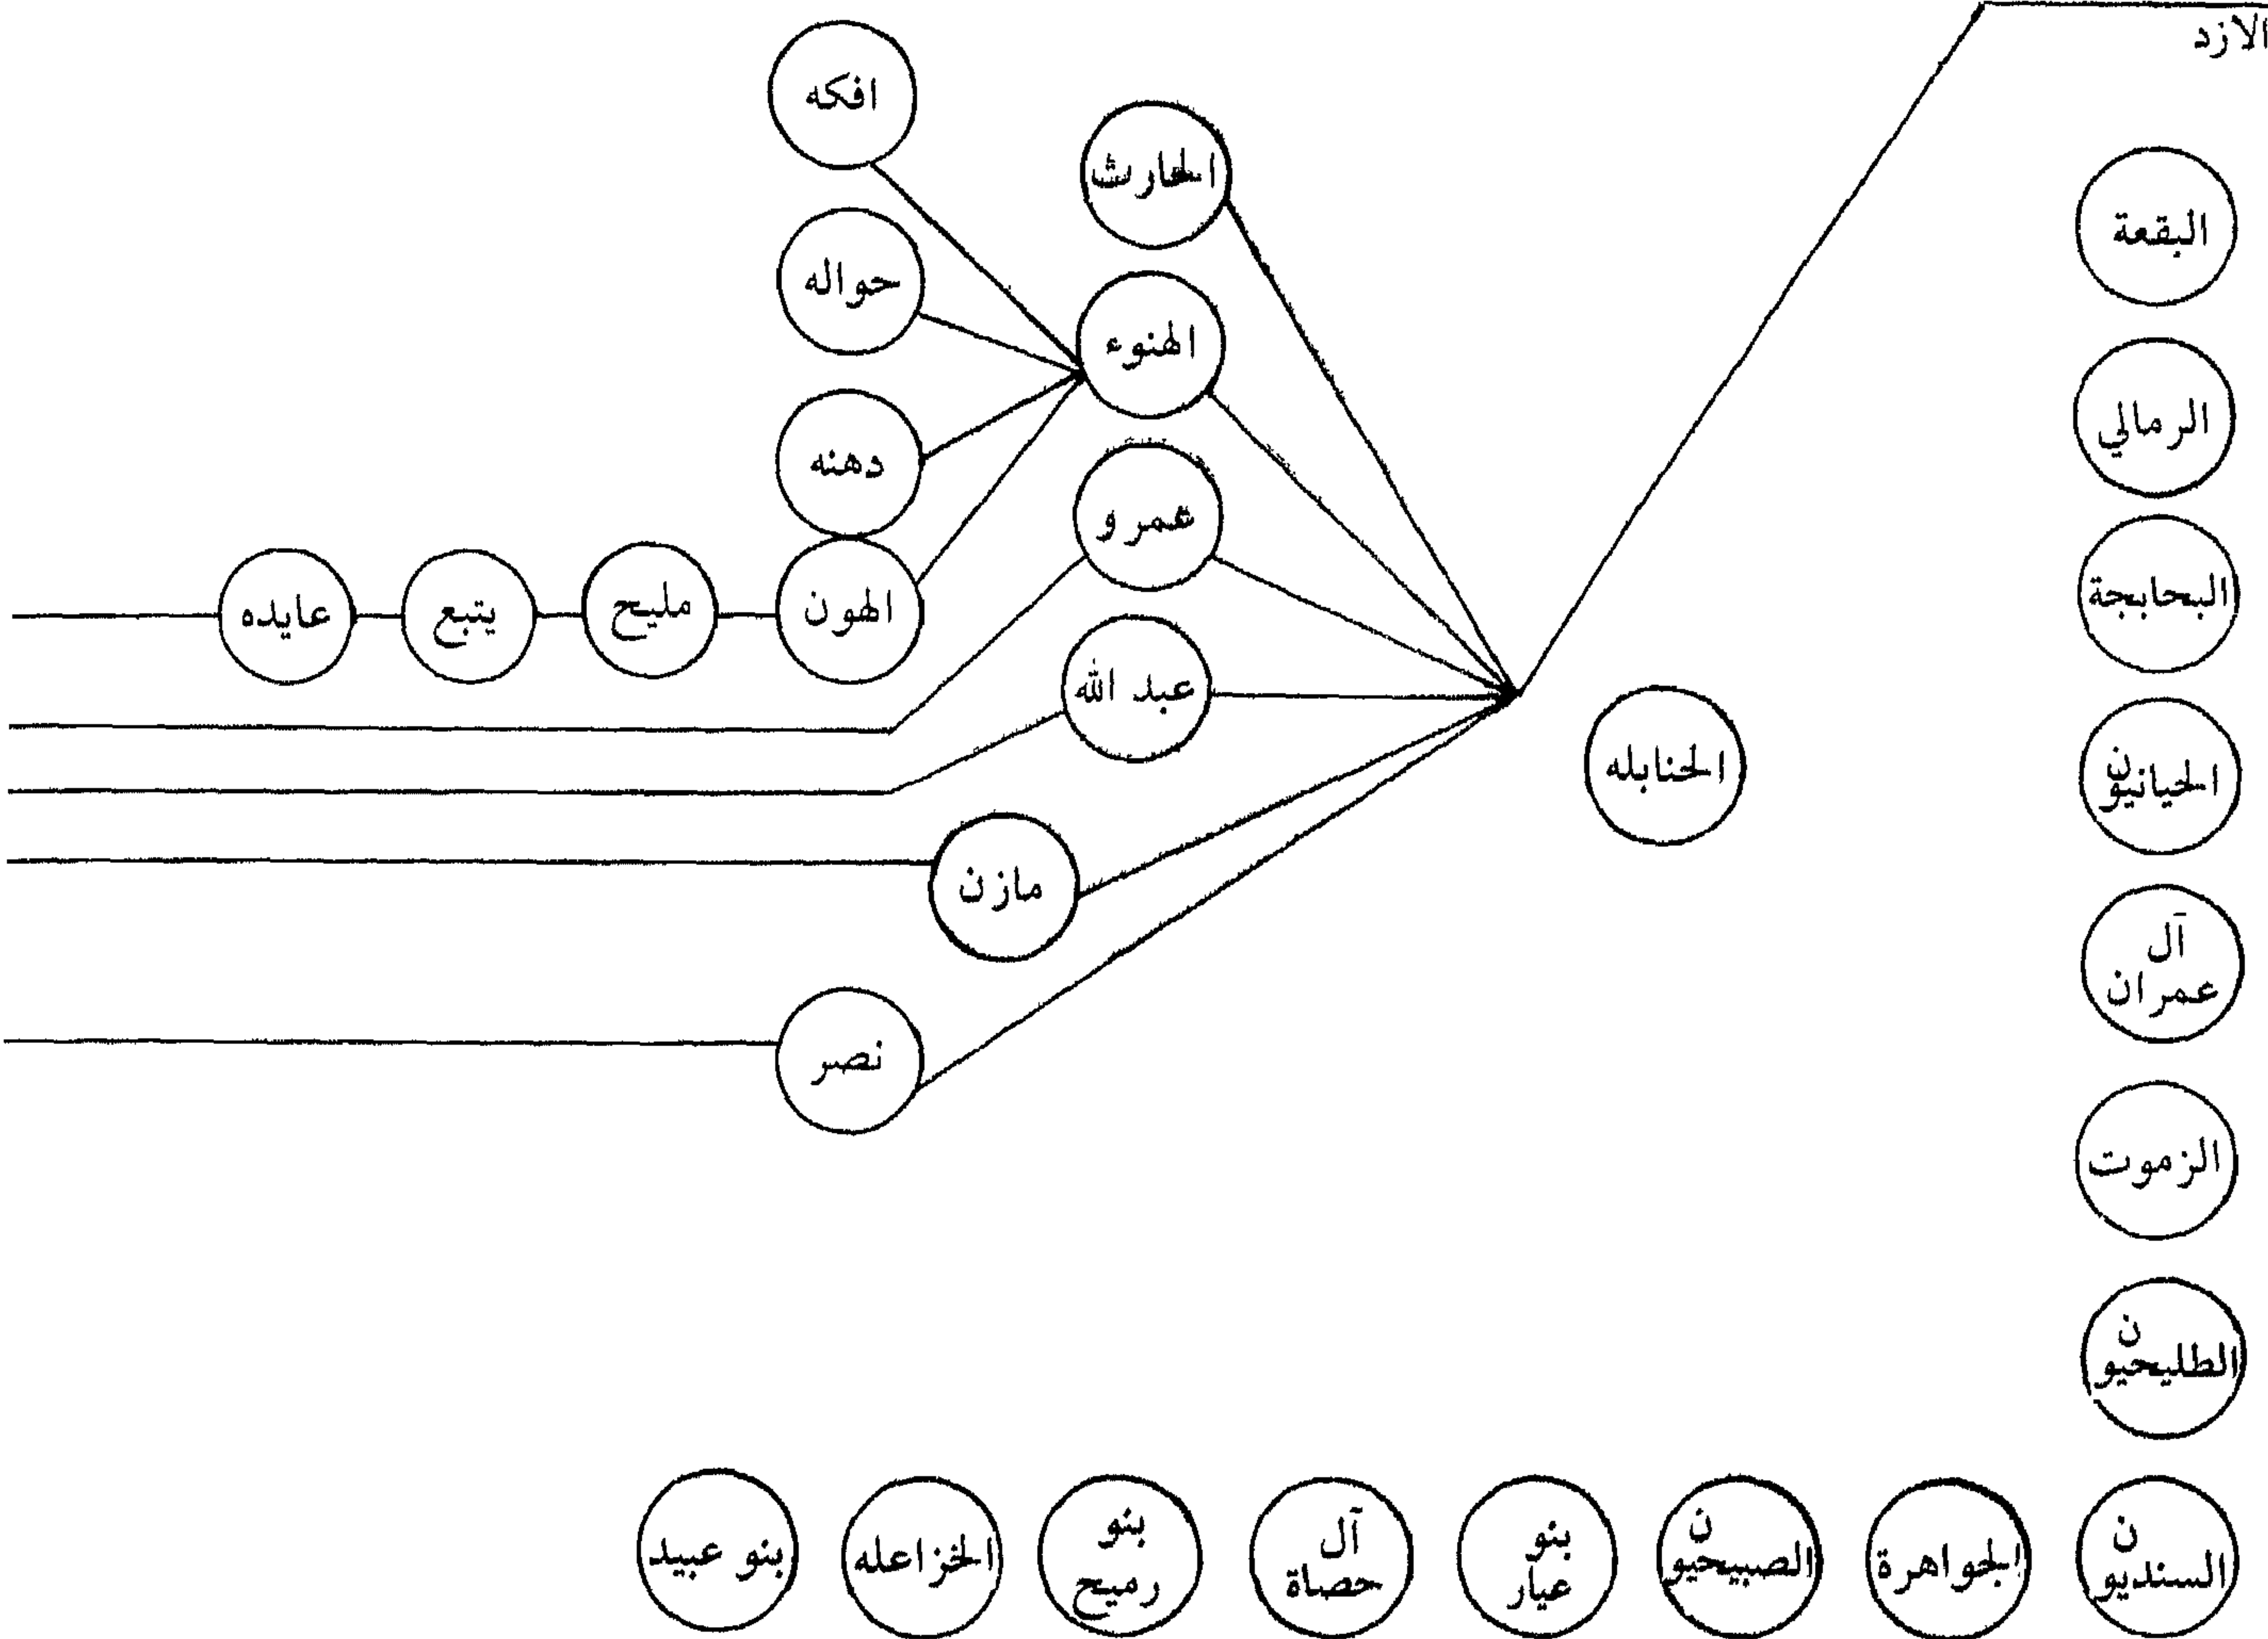 الازد
البقعة
الرمالي
البحابجة
الحيانيون
آل
عمران
الزموت
الطليحيون
السنديون
الجواهرة
الصبيحيون
بنو
عيار
آل
حصاة
بنو
رميح
الخزاعله
بنو عبيد
الحنابله
الحارث
الهنوء
عمرو
عبد الله
مازن
نصر
افكه
حواله
دهنه
الهون
مليح
يتبع
عايده